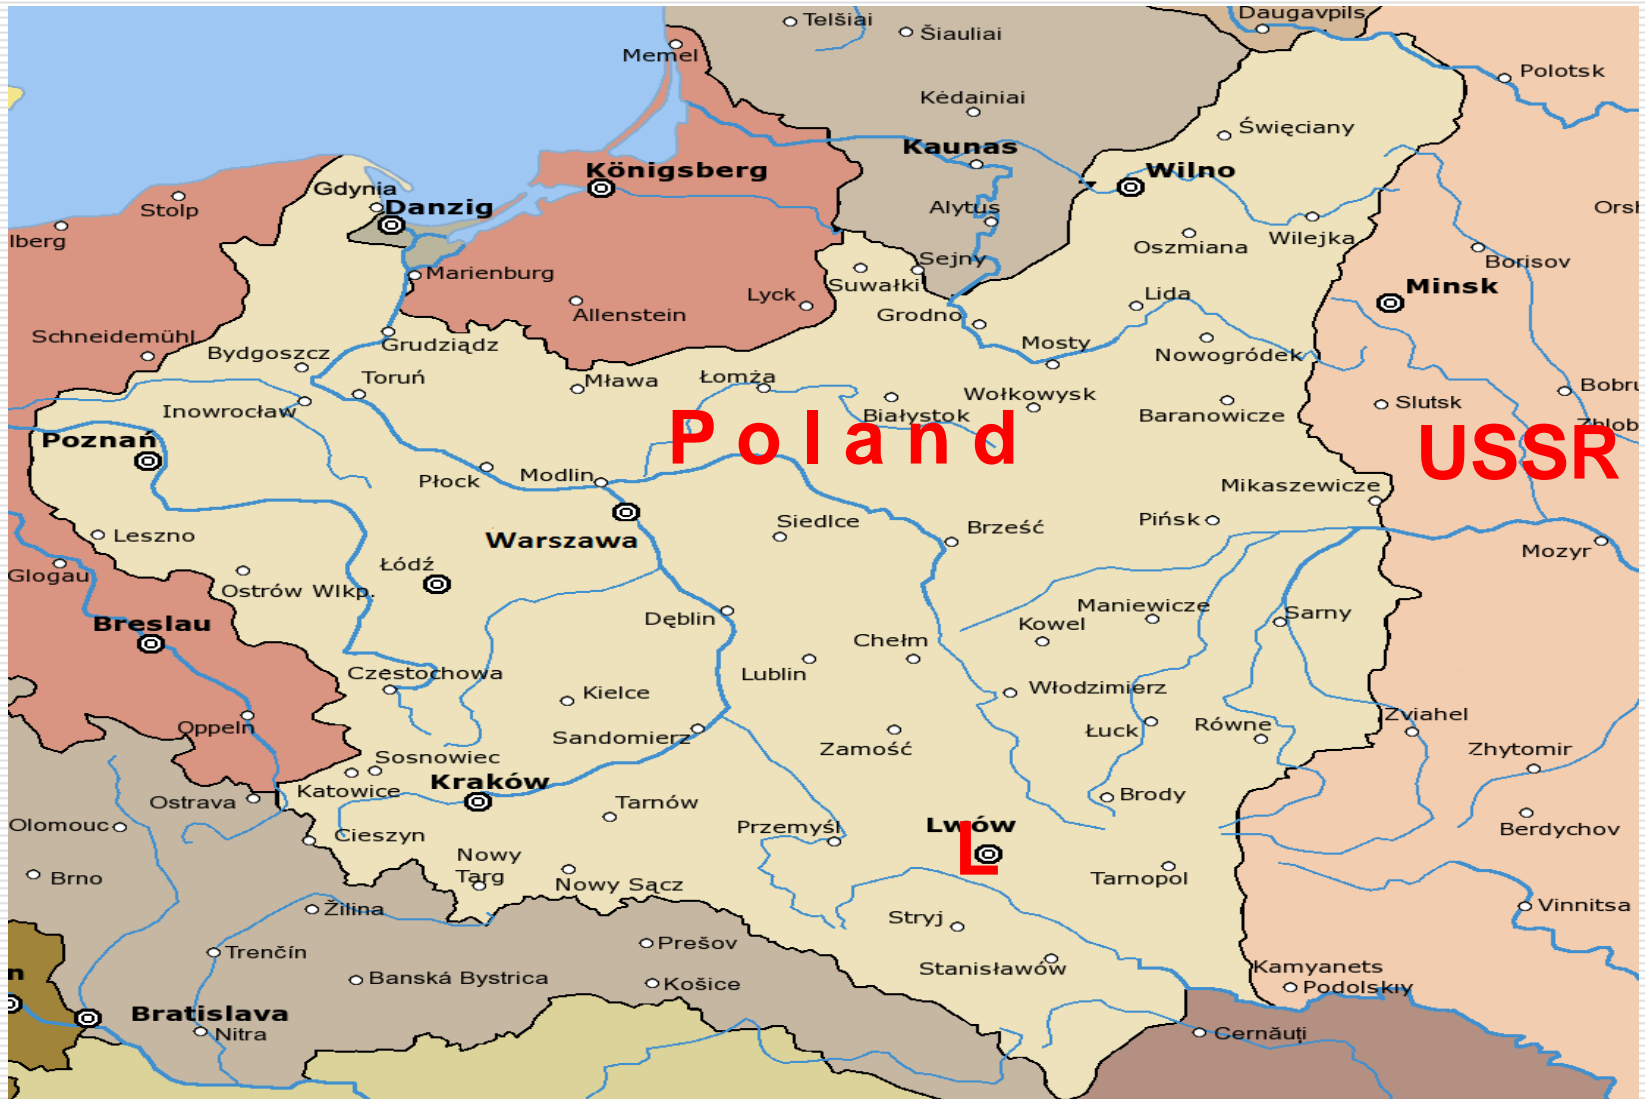 Telšiai
Šiauliai
Daugavpils
Memel
Polotsk
Kėdainiai
Święciany
Kaunas
Königsberg
Wilno
Gdynia
Danzig
Stolp
Alytus
Orsh
lberg
Oszmiana
Wilejka
Sejny
Borisov
Marienburg
Suwałki
Minsk
Lyck
Lida
Allenstein
Grodno
Schneidemühl
Grudziądz
Mosty
Bydgoszcz
Nowogródek
Toruń
Mława
Łomża
Wołkowysk
Bobru
Inowrocław
Białystok
Baranowicze
Slutsk
Zhlob
Poland
USSR
Poznań
Płock
Modlin
Mikaszewicze
Siedlce
Brześć
Pińsk
Leszno
Warszawa
Mozyr
Łódź
Glogau
Ostrów Wlkp.
Maniewicze
Sarny
Breslau
Dęblin
Kowel
Chełm
Częstochowa
Lublin
Włodzimierz
Kielce
Oppeln
Zviahel
Sandomierz
Łuck
Równe
Zamość
Zhytomir
Sosnowiec
Katowice
Kraków
Brody
Ostrava
Tarnów
Olomouc
Cieszyn
Przemyśl
Lwów
L
Berdychov
Nowy
Targ
Nowy Sącz
Brno
Tarnopol
Žilina
Stryj
Vinnitsa
Prešov
Trenčín
Stanisławów
Kamyanets
Podolskiy
n
Banská Bystrica
Košice
Bratislava
Nitra
Cernăuți